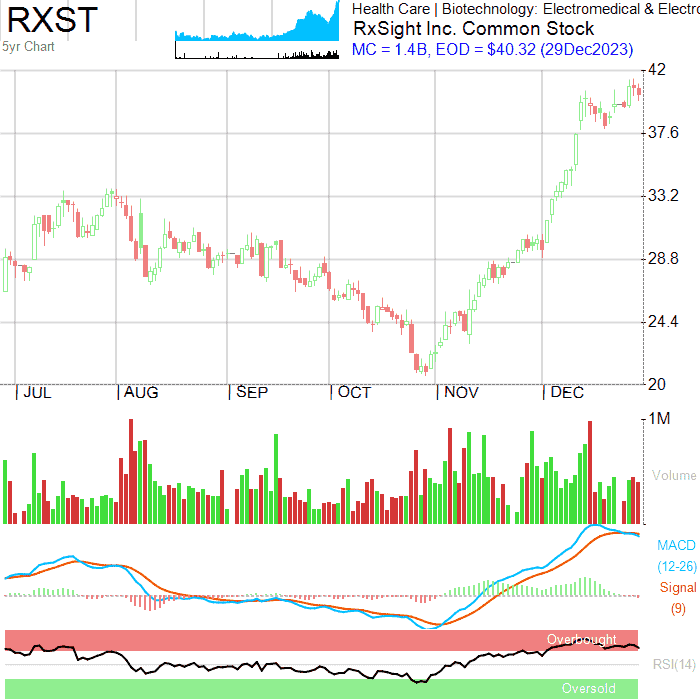 RXST
5yr Chart
Health Care | Biotechnology: Electromedical & Electro
RxSight Inc. Common Stock
MC = 1.4B, EOD = $40.32 (29Dec2023)
42
37.6
33.2
28.8
24.4
20
JUL AUG SEP OCT NOV DEC
1M
Volume
MACD
(12-26)
Signal
(9)
Overbought
RSI(14)
Oversold